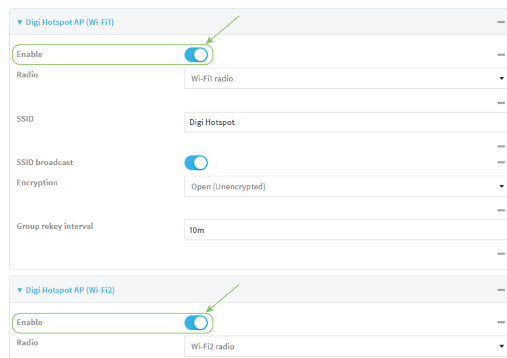 ▼ Digi Hotspot AP (Wi-Fi1)
Enable
Radio
Wi-Fi1 radio
SSID
Digi Hotspot
SSID broadcast
Encryption
Open (Unencrypted)
Group rekey interval
10m
▼ Digi Hotspot AP (Wi-Fi2)
Enable
Radio
Wi-Fi2 radio